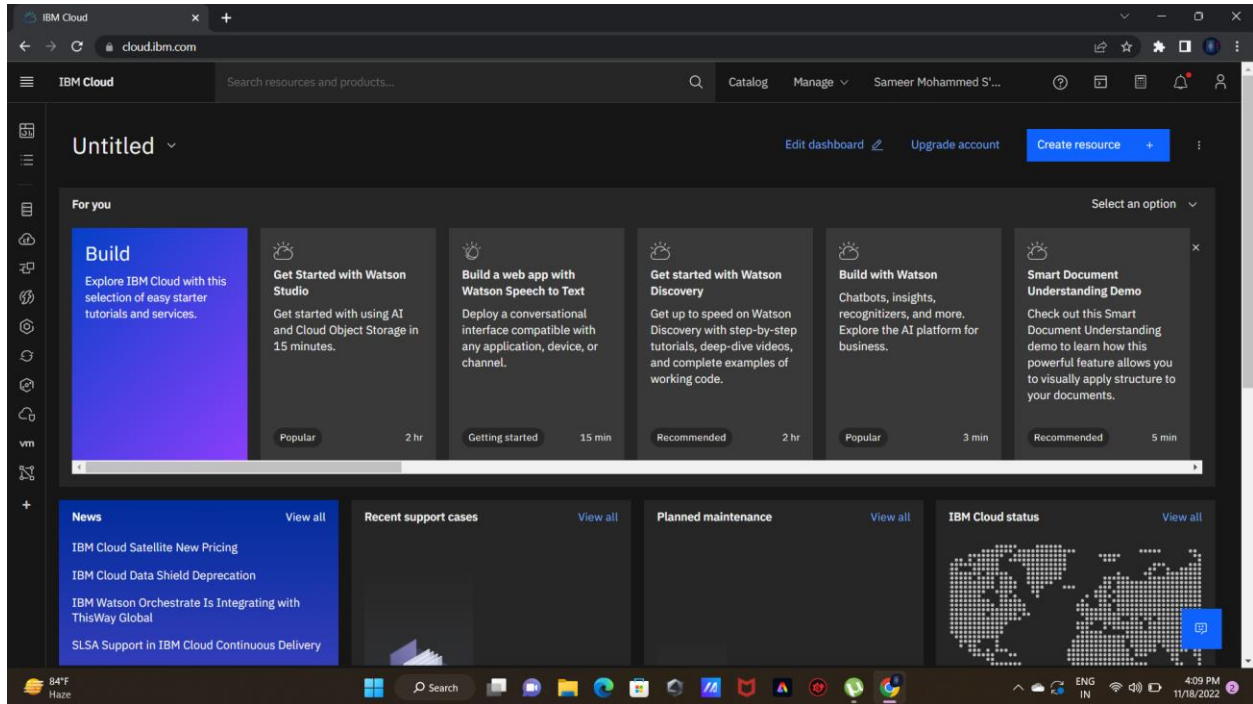 IBM Cloud
cloud.ibm.com
IBM Cloud
Search resources and products...
Catalog
Manage
Sameer Mohammed S'...
Untitled
Edit dashboard
Upgrade account
Create resource +
For you
Select an option
Build
Explore IBM Cloud with this
selection of easy starter
tutorials and services.
Get Started with Watson
Studio
Get started with using AI
and Cloud Object Storage in
15 minutes.
Popular
2 hr
Build a web app with
Watson Speech to Text
Deploy a conversational
interface compatible with
any application, device, or
channel.
Getting started
15 min
Get started with Watson
Discovery
Get up to speed on Watson
Discovery with step-by-step
tutorials, deep-dive videos,
and complete examples of
working code.
Recommended
2 hr
Build with Watson
Chatbots, insights,
recognizers, and more.
Explore the AI platform for
business.
Popular
3 min
Smart Document
Understanding Demo
Check out this Smart
Document Understanding
demo to learn how this
powerful feature allows you
to visually apply structure to
your documents.
Recommended
5 min
vm
News
View all
IBM Cloud Satellite New Pricing
IBM Cloud Data Shield Deprecation
IBM Watson Orchestrate Is Integrating with
ThisWay Global
SLSA Support in IBM Cloud Continuous Delivery
Recent support cases
View all
Planned maintenance
View all
IBM Cloud status
View all
84°F
Haze
Search
ENG
IN
4:09 PM
11/18/2022
2